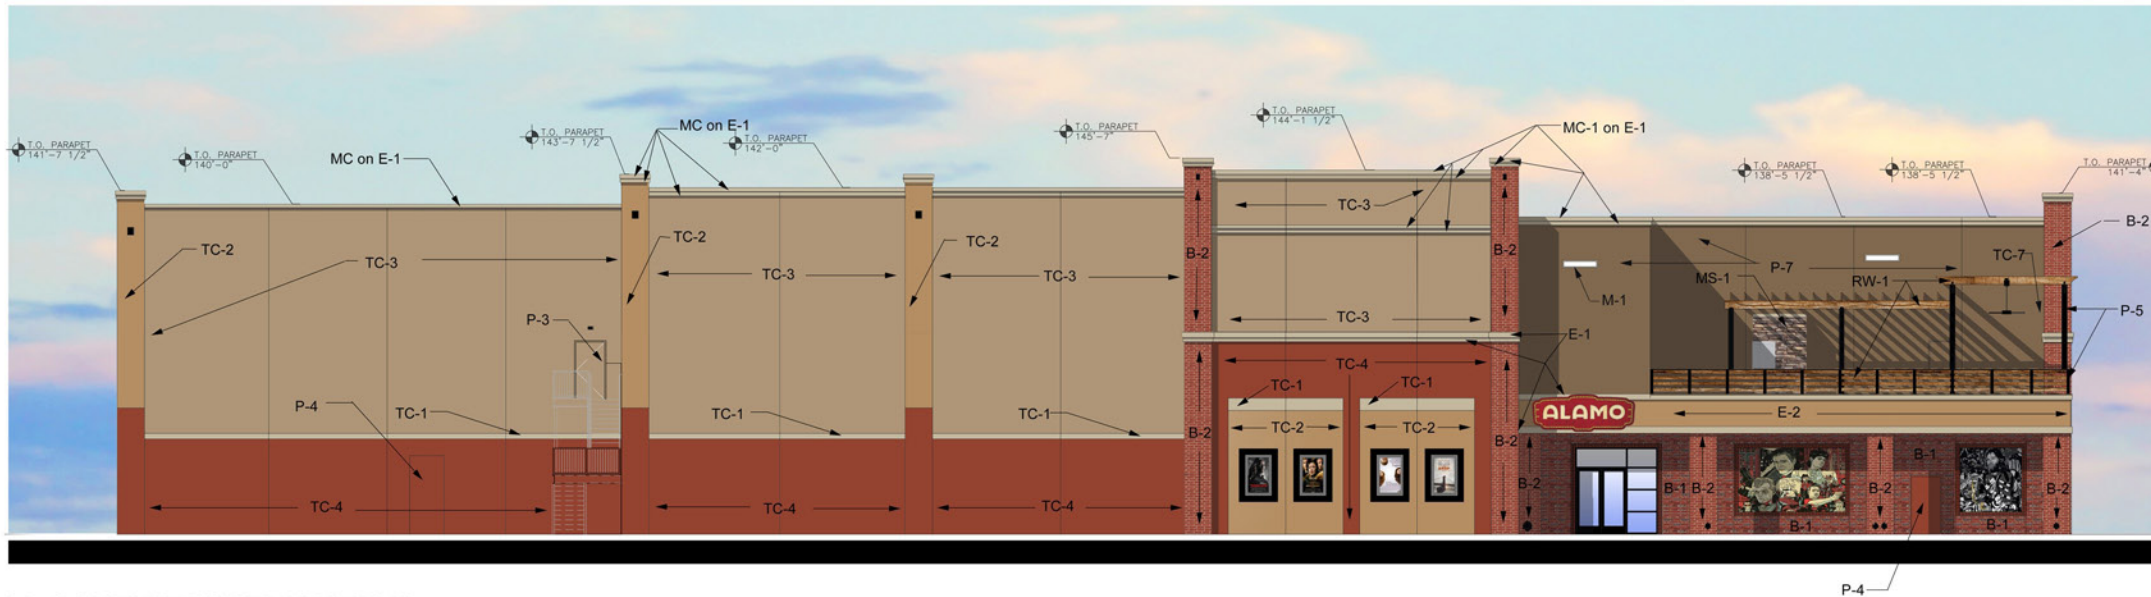 T.O. PARAPET
144'-1 1/2"
MC on E-1
MC-1 on E-1
T.O. PARAPET
145'-7"
T.O. PARAPET
143'-7 1/2"
T.O. PARAPET
142'-0"
T.O. PARAPET
141'-7 1/2"
T.O. PARAPET
140'-0"
MC on E-1
T.O. PARAPET
138'-5 1/2"
T.O. PARAPET
138'-5 1/2"
T.O. PARAPET
141'-4"
TC-3
B-2
TC-2
TC-3
TC-2
TC-3
TC-2
TC-3
B-2
B-2
P-7
TC-7
MS-1
RW-1
M-1
P-5
P-3
TC-3
E-1
TC-4
TC-1
TC-1
P-4
TC-1
TC-1
TC-1
ALAMO
E-2
TC-2
TC-2
B-2
B-2
B-2
B-1
B-2
B-2
B-1
B-2
TC-4
TC-4
TC-4
B-1
B-1
P-4